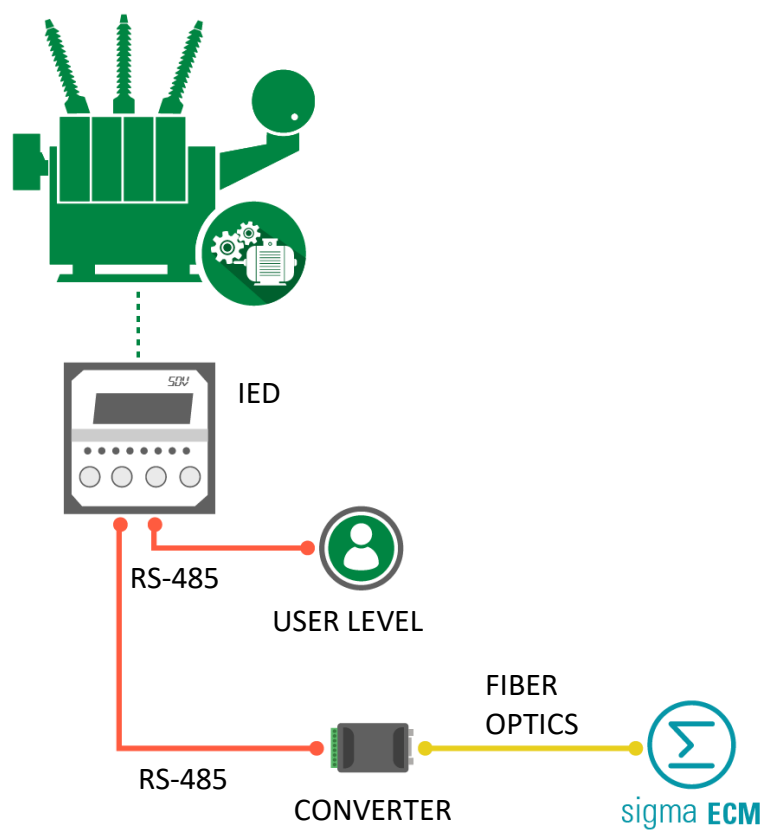 SDV
IED
RS-485
USER LEVEL
FIBER
OPTICS
RS-485
CONVERTER
sigma ECM